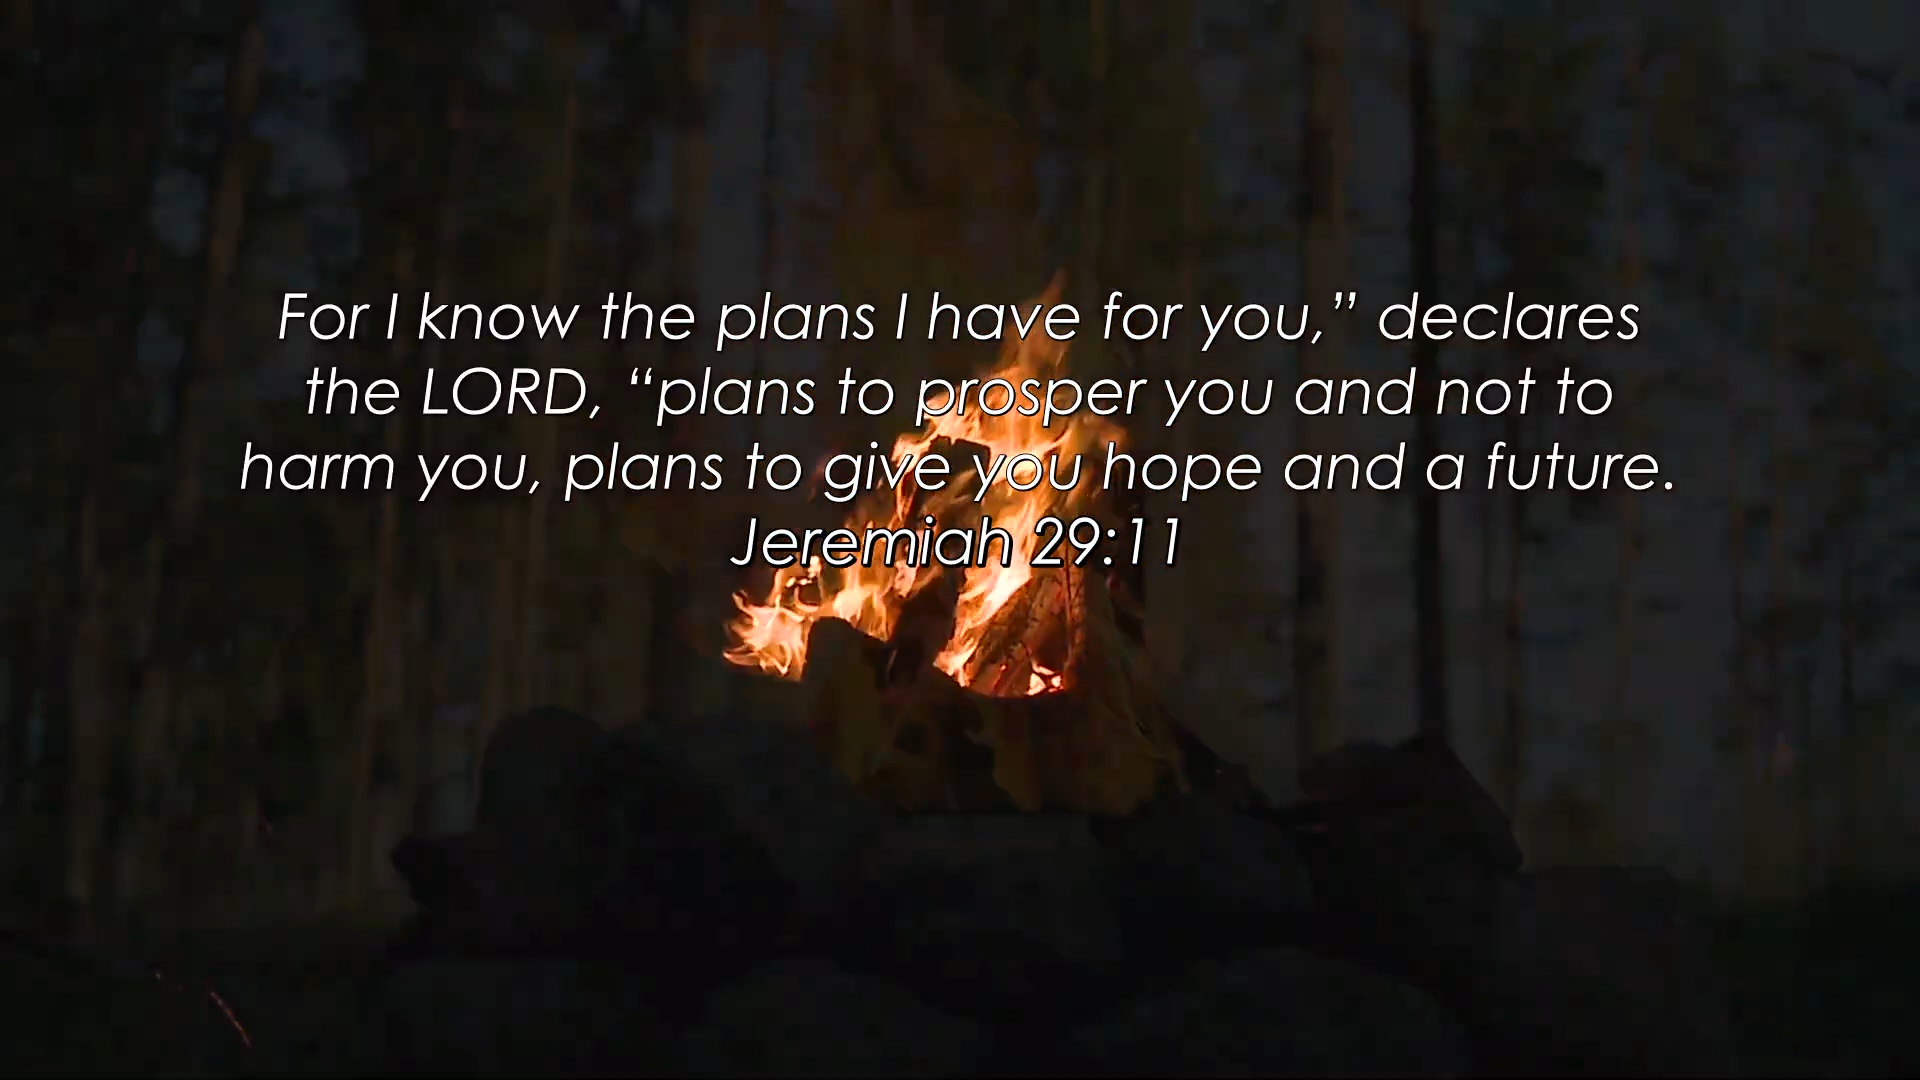 For I know the plans I have for you,” declares
the LORD, “plans to prosper you and not to
harm you, plans to give you hope and a future.
Jeremiah 29:11